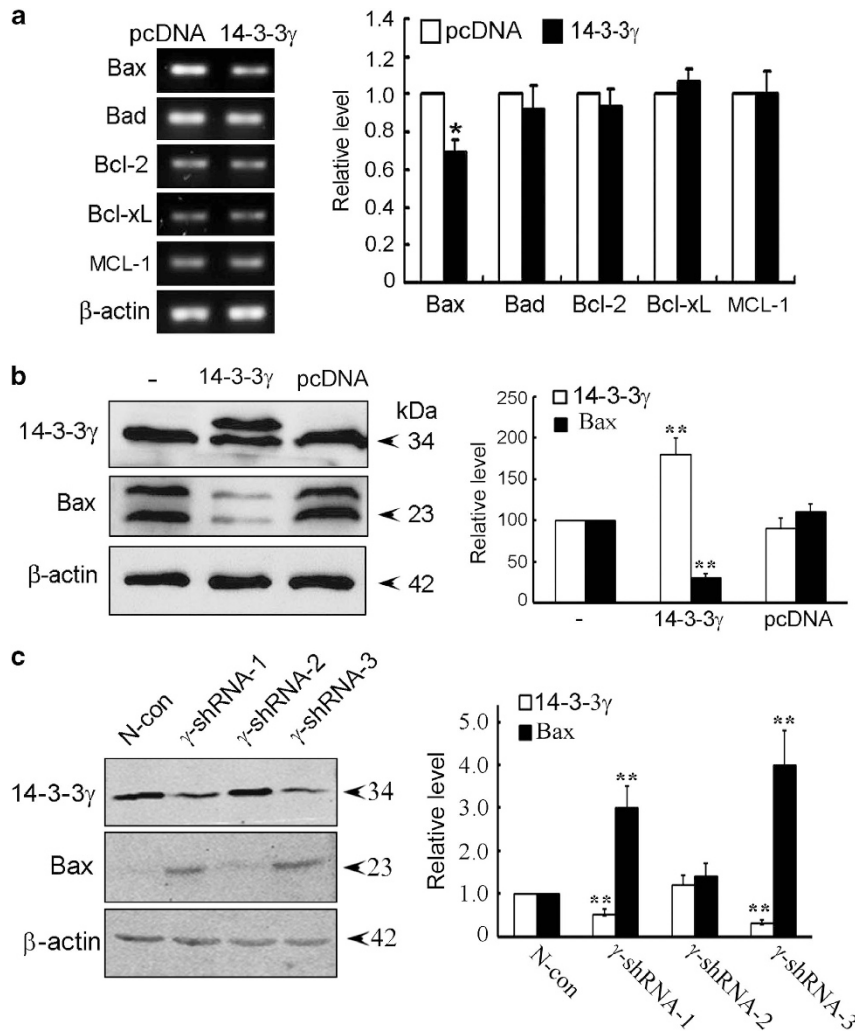 a
pcDNA 14-3-3γ
Bax
Bad
Bcl-2
Bcl-xL
MCL-1
β-actin
pcDNA 14-3-3γ
Relative level
1.4
1.2
1.0
0.8
0.6
0.4
0.2
0
*
Bax Bad Bcl-2 Bcl-xL MCL-1
b
- 14-3-3γ pcDNA
kDa
14-3-3γ
34
Bax
23
β-actin
42
14-3-3γ
Bax
Relative level
250
200
150
100
50
0
**
**
- 14-3-3γ pcDNA
c
N-con γ-shRNA-1 γ-shRNA-2 γ-shRNA-3
14-3-3γ
34
Bax
23
β-actin
42
14-3-3γ
Bax
Relative level
5.0
4.0
3.0
2.0
1.0
0
**
**
**
**
N-con γ-shRNA-1 γ-shRNA-2 γ-shRNA-3